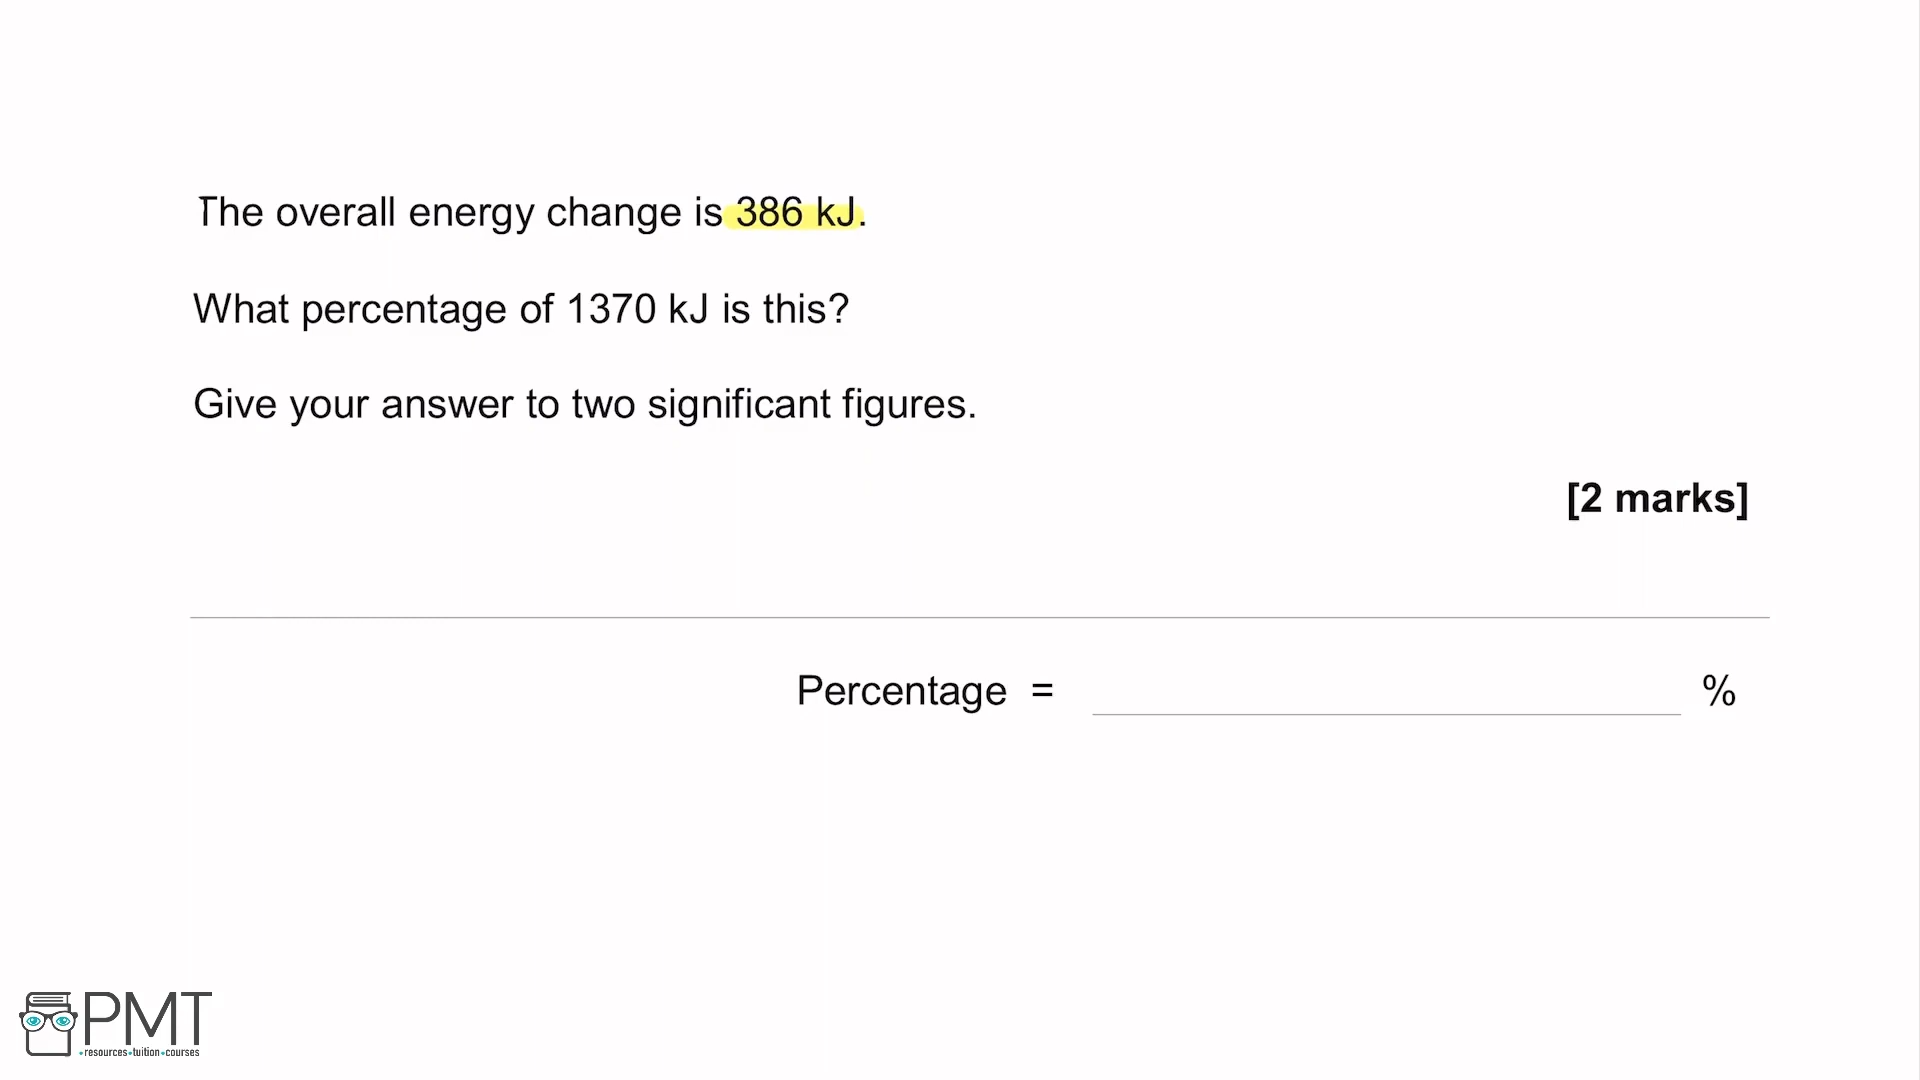 The overall energy change is 386 kJ.
What percentage of 1370 kJ is this?
Give your answer to two significant figures.
[2 marks]
Percentage = %
PMT
•resources•tuition•courses